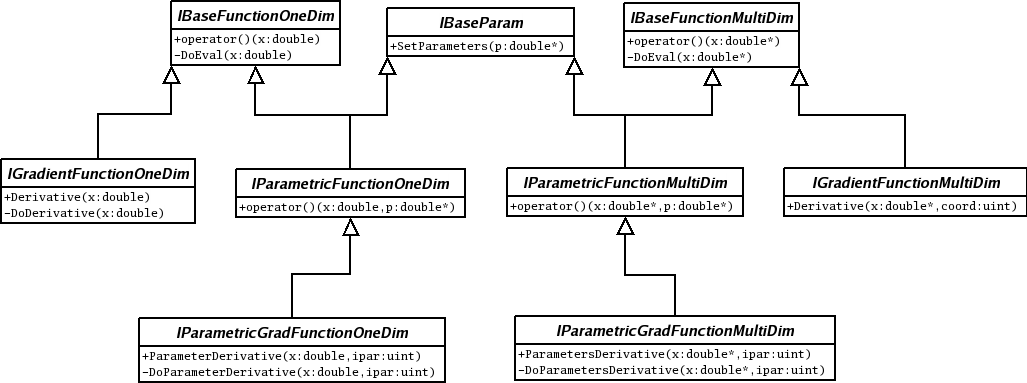 IBaseFunctionOneDim
+operator()(x:double)
-DoEval(x:double)
IBaseParam
+SetParameters(p:double*)
IBaseFunctionMultiDim
+operator()(x:double*)
-DoEval(x:double*)
IGradientFunctionOneDim
+Derivative(x:double)
-DoDerivative(x:double)
IParametricFunctionOneDim
+operator()(x:double,p:double*)
IParametricFunctionMultiDim
+operator()(x:double*,p:double*)
IGradientFunctionMultiDim
+Derivative(x:double*,coord:uint)
IParametricGradFunctionOneDim
+ParameterDerivative(x:double,ipar:uint)
-DoParameterDerivative(x:double,ipar:uint)
IParametricGradFunctionMultiDim
+ParametersDerivative(x:double*,ipar:uint)
-DoParametersDerivative(x:double*,ipar:uint)